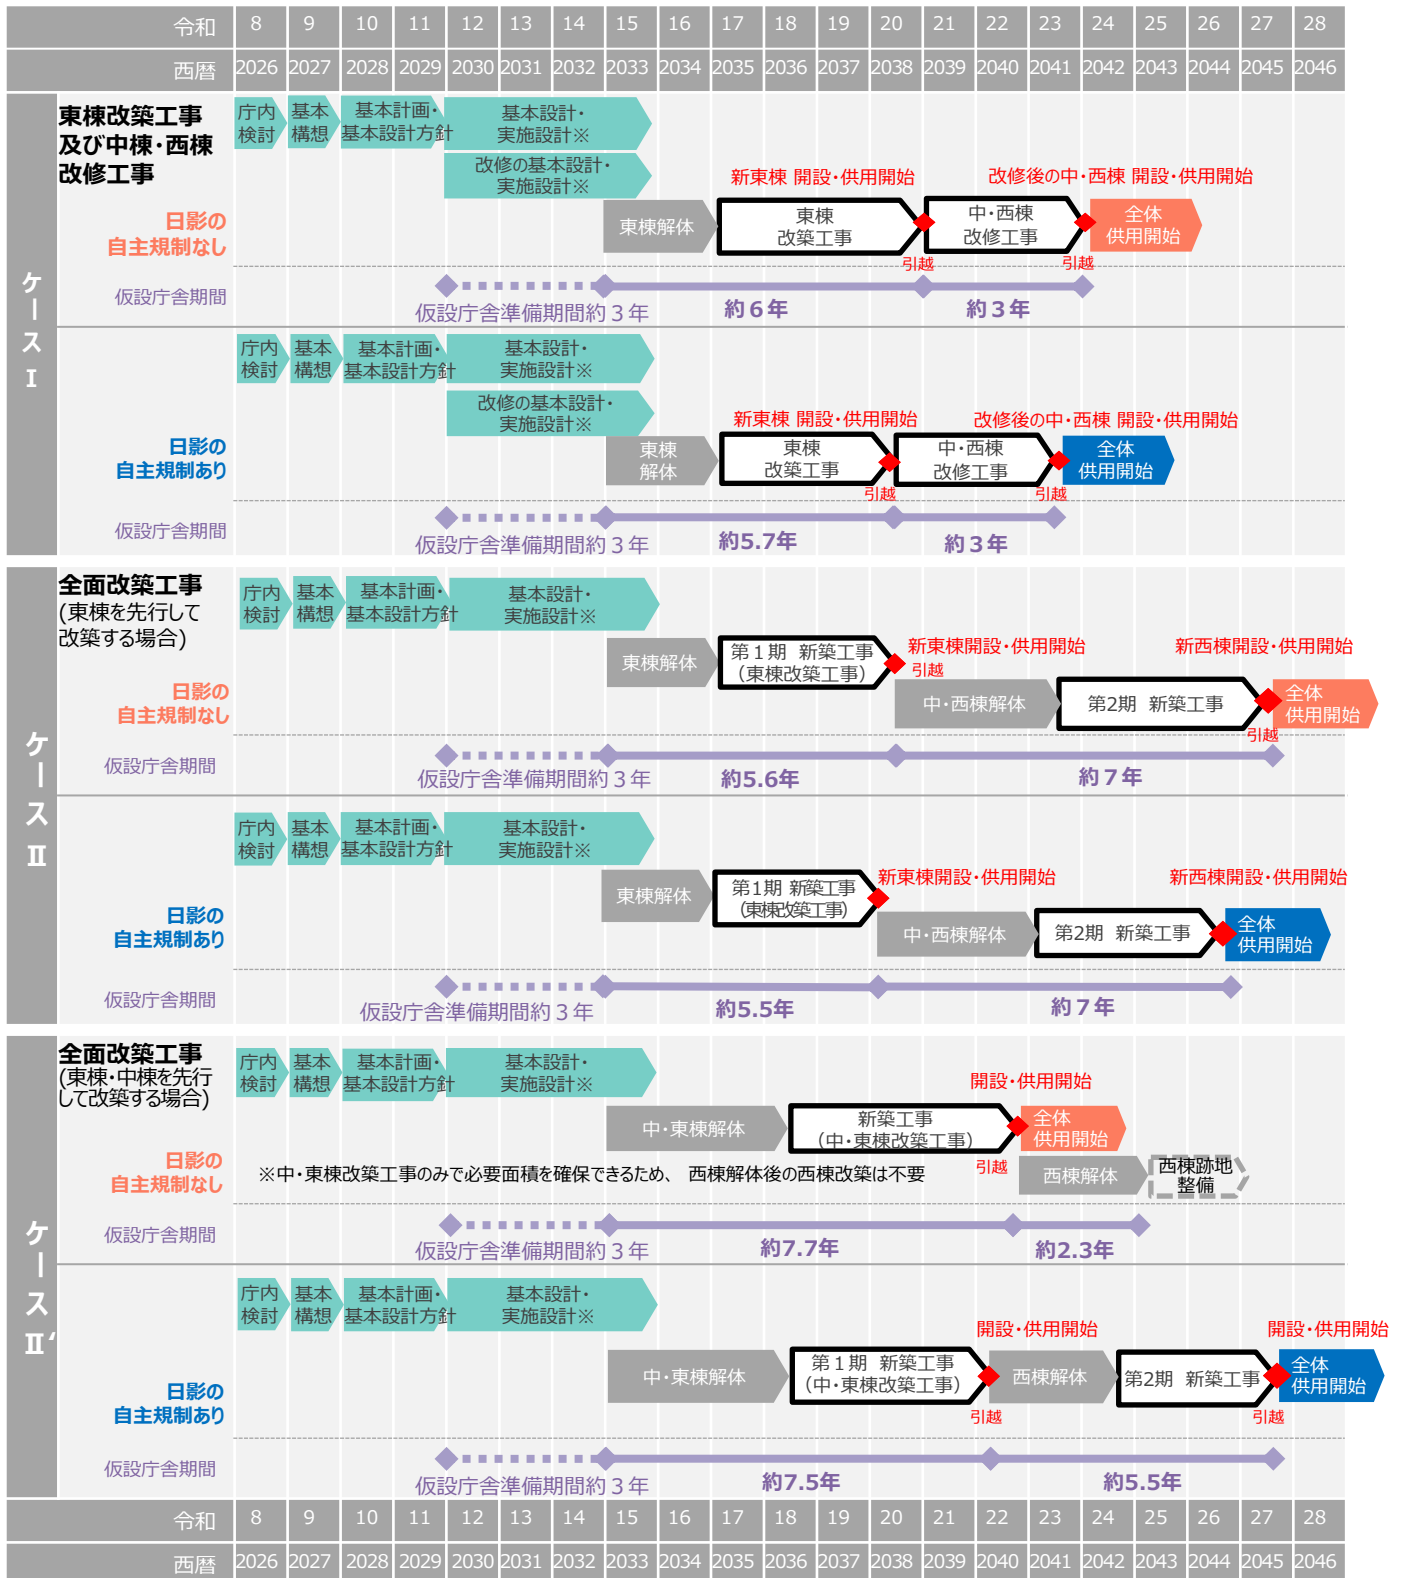 令和 8 9 10 11 12 13 14 15 16 17 18 19 20 21 22 23 24 25 26 27 28
西暦 2026 2027 2028 2029 2030 2031 2032 2033 2034 2035 2036 2037 2038 2039 2040 2041 2042 2043 2044 2045 2046
ケースⅠ
東棟改築工事
及び中棟・西棟
改修工事
庁内
検討
基本
構想
基本計画・
基本設計方針
基本設計・
実施設計※
改修の基本設計・
実施設計※
日影の
自主規制なし
東棟解体
新東棟 開設・供用開始
東棟
改築工事
引越
改修後の中・西棟 開設・供用開始
中・西棟
改修工事
引越
全体
供用開始
仮設庁舎期間
仮設庁舎準備期間約３年
約６年
約３年
庁内
検討
基本
構想
基本計画・
基本設計方針
基本設計・
実施設計※
改修の基本設計・
実施設計※
日影の
自主規制あり
東棟
解体
新東棟 開設・供用開始
東棟
改築工事
引越
改修後の中・西棟 開設・供用開始
中・西棟
改修工事
引越
全体
供用開始
仮設庁舎期間
仮設庁舎準備期間約３年
約5.7年
約３年
ケースⅡ
全面改築工事
(東棟を先行して
改築する場合)
庁内
検討
基本
構想
基本計画・
基本設計方針
基本設計・
実施設計※
日影の
自主規制なし
東棟解体
第１期 新築工事
（東棟改築工事）
新東棟開設・供用開始
引越
中・西棟解体
第2期 新築工事
新西棟開設・供用開始
引越
全体
供用開始
仮設庁舎期間
仮設庁舎準備期間約３年
約5.6年
約７年
庁内
検討
基本
構想
基本計画・
基本設計方針
基本設計・
実施設計※
日影の
自主規制あり
東棟解体
第1期 新築工事
（東棟改築工事）
新東棟開設・供用開始
中・西棟解体
第2期 新築工事
新西棟開設・供用開始
全体
供用開始
仮設庁舎期間
仮設庁舎準備期間約３年
約5.5年
約７年
ケースⅡ‘
全面改築工事
(東棟・中棟を先行
して改築する場合)
庁内
検討
基本
構想
基本計画・
基本設計方針
基本設計・
実施設計※
日影の
自主規制なし
中・東棟解体
新築工事
（中・東棟改築工事）
開設・供用開始
引越
全体
供用開始
西棟解体
西棟跡地
整備
※中・東棟改築工事のみで必要面積を確保できるため、 西棟解体後の西棟改築は不要
仮設庁舎期間
仮設庁舎準備期間約３年
約7.7年
約2.3年
庁内
検討
基本
構想
基本計画・
基本設計方針
基本設計・
実施設計※
日影の
自主規制あり
中・東棟解体
第１期 新築工事
（中・東棟改築工事）
開設・供用開始
引越
西棟解体
第2期 新築工事
開設・供用開始
引越
全体
供用開始
仮設庁舎期間
仮設庁舎準備期間約３年
約7.5年
約5.5年
令和 8 9 10 11 12 13 14 15 16 17 18 19 20 21 22 23 24 25 26 27 28
西暦 2026 2027 2028 2029 2030 2031 2032 2033 2034 2035 2036 2037 2038 2039 2040 2041 2042 2043 2044 2045 2046